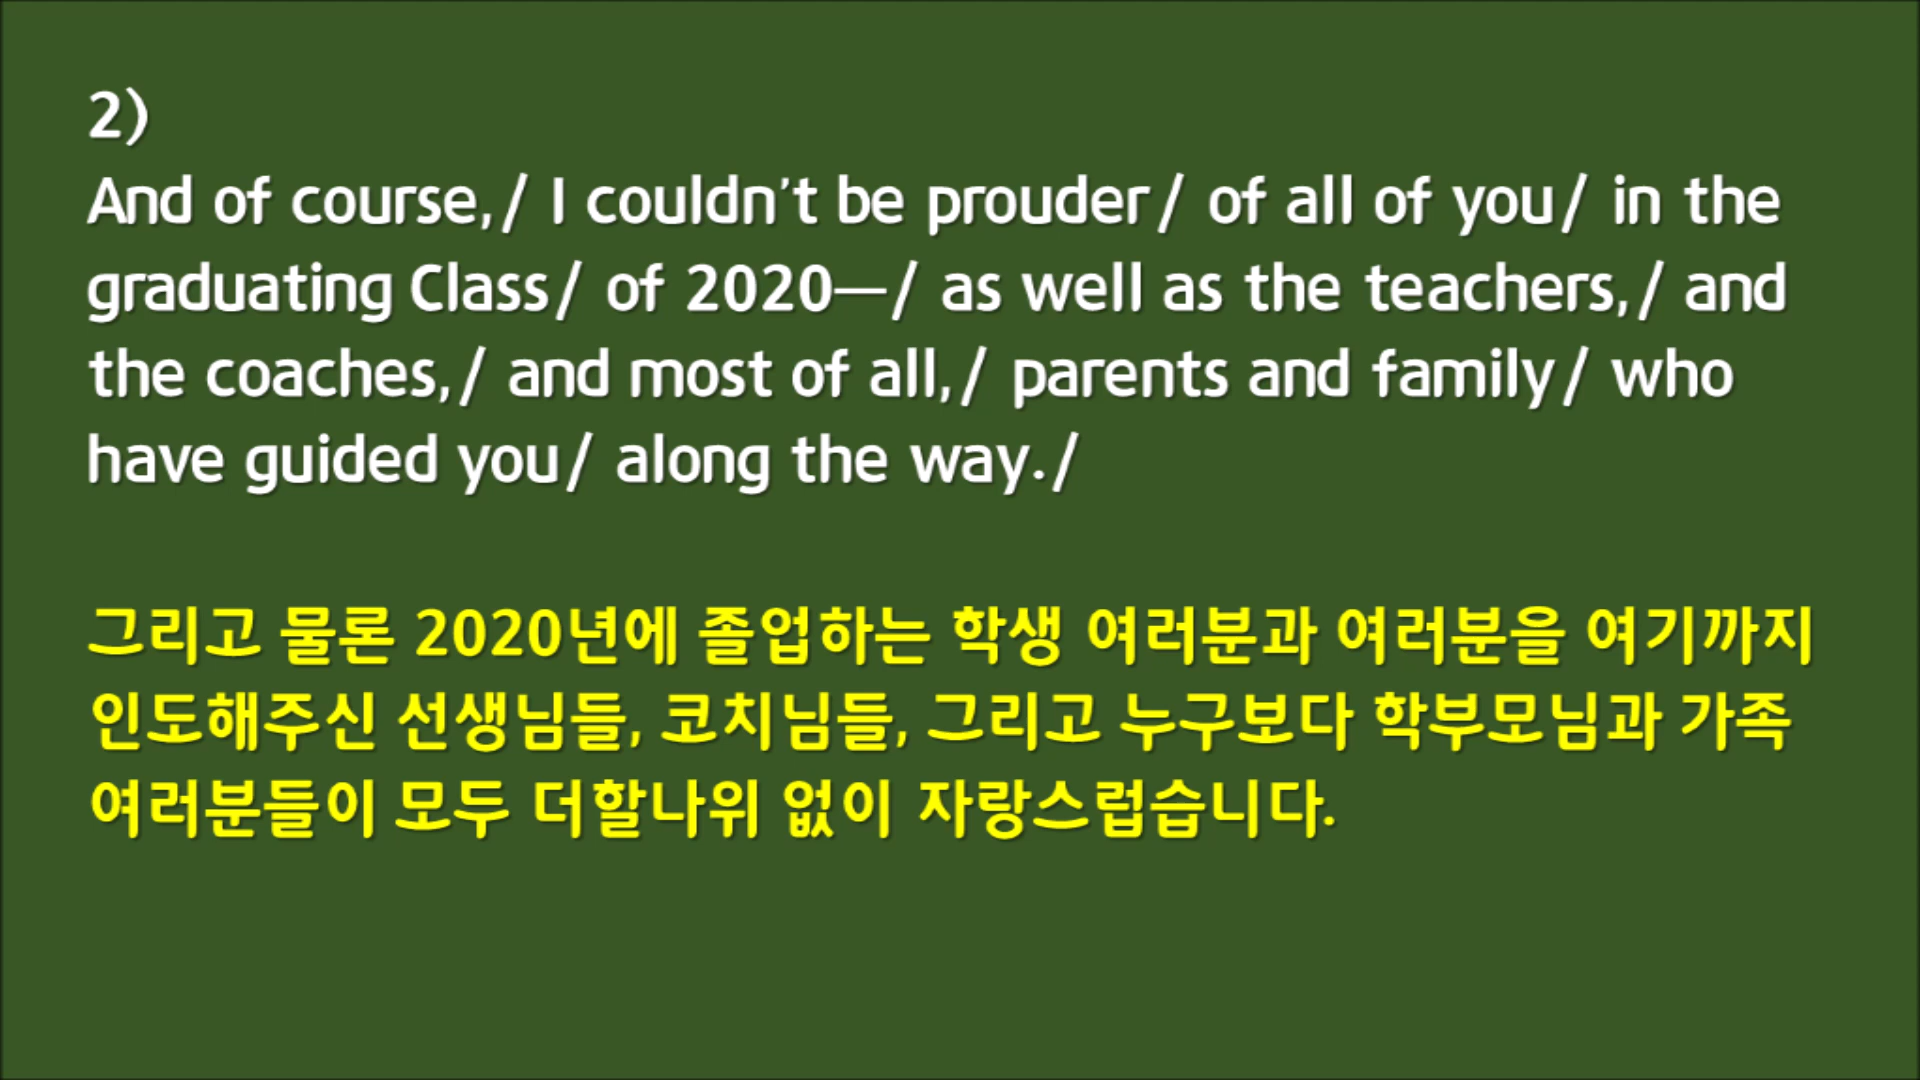 2)
And of course,/ I couldn't be prouder/ of all of you/ in the
graduating Class/ of 2020—/ as well as the teachers,/ and
the coaches,/ and most of all,/ parents and family/ who
have guided you/ along the way./
그리고 물론 2020년에 졸업하는 학생 여러분과 여러분을 여기까지
인도해주신 선생님들, 코치님들, 그리고 누구보다 학부모님과 가족
여러분들이 모두 더할나위 없이 자랑스럽습니다.